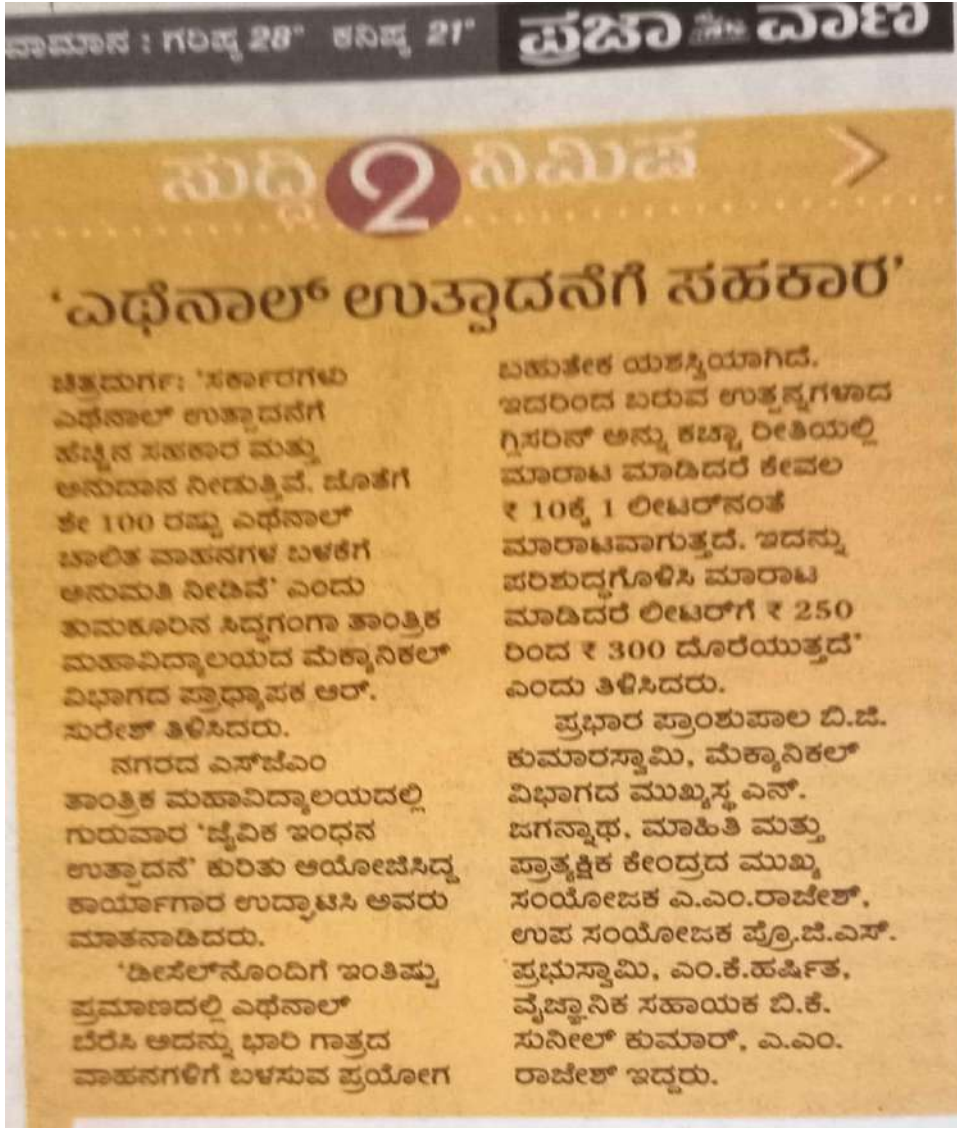 ವಾಮಾನ : ಗರಿಷ್ಠ 28° ಕನಿಷ್ಠ 21° ಪ್ರಜಾವಾಣಿ
ಸುದ್ದಿ 2 ನಿಮಿಷ
‘ಎಥೆನಾಲ್ ಉತ್ಪಾದನೆಗೆ ಸಹಕಾರ’
ಚಿತ್ರದುರ್ಗ: ‘ಸರ್ಕಾರಗಳು
ಎಥೆನಾಲ್ ಉತ್ಪಾದನೆಗೆ
ಹೆಚ್ಚಿನ ಸಹಕಾರ ಮತ್ತು
ಅನುದಾನ ನೀಡುತ್ತಿವೆ. ಜೊತೆಗೆ
ಶೇ 100 ರಷ್ಟು ಎಥೆನಾಲ್
ಚಾಲಿತ ವಾಹನಗಳ ಬಳಕೆಗೆ
ಅನುಮತಿ ನೀಡಿವೆ’ ಎಂದು
ತುಮಕೂರಿನ ಸಿದ್ಧಗಂಗಾ ತಾಂತ್ರಿಕ
ಮಹಾವಿದ್ಯಾಲಯದ ಮೆಕ್ಯಾನಿಕಲ್
ವಿಭಾಗದ ಪ್ರಾಧ್ಯಾಪಕ ಆರ್.
ಸುರೇಶ್ ತಿಳಿಸಿದರು.
ನಗರದ ಎಸ್‌ಜೆಎಂ
ತಾಂತ್ರಿಕ ಮಹಾವಿದ್ಯಾಲಯದಲ್ಲಿ
ಗುರುವಾರ ‘ಜೈವಿಕ ಇಂಧನ
ಉತ್ಪಾದನೆ’ ಕುರಿತು ಆಯೋಜಿಸಿದ್ದ
ಕಾರ್ಯಾಗಾರ ಉದ್ಘಾಟಿಸಿ ಅವರು
ಮಾತನಾಡಿದರು.
‘ಡೀಸೆಲ್‌ನೊಂದಿಗೆ ಇಂತಿಷ್ಟು
ಪ್ರಮಾಣದಲ್ಲಿ ಎಥೆನಾಲ್
ಬೆರೆಸಿ ಅದನ್ನು ಭಾರಿ ಗಾತ್ರದ
ವಾಹನಗಳಿಗೆ ಬಳಸುವ ಪ್ರಯೋಗ
ಬಹುತೇಕ ಯಶಸ್ವಿಯಾಗಿದೆ.
ಇದರಿಂದ ಬರುವ ಉತ್ಪನ್ನಗಳಾದ
ಗ್ಲಿಸರಿನ್ ಅನ್ನು ಕಚ್ಚಾ ರೀತಿಯಲ್ಲಿ
ಮಾರಾಟ ಮಾಡಿದರೆ ಕೇವಲ
₹ 10ಕ್ಕೆ 1 ಲೀಟರ್‌ನಂತೆ
ಮಾರಾಟವಾಗುತ್ತದೆ. ಇದನ್ನು
ಪರಿಶುದ್ಧಗೊಳಿಸಿ ಮಾರಾಟ
ಮಾಡಿದರೆ ಲೀಟರ್‌ಗೆ ₹ 250
ರಿಂದ ₹ 300 ದೊರೆಯುತ್ತದೆ’
ಎಂದು ತಿಳಿಸಿದರು.
ಪ್ರಭಾರ ಪ್ರಾಂಶುಪಾಲ ಬಿ.ಜಿ.
ಕುಮಾರಸ್ವಾಮಿ, ಮೆಕ್ಯಾನಿಕಲ್
ವಿಭಾಗದ ಮುಖ್ಯಸ್ಥ ಎನ್.
ಜಗನ್ನಾಥ, ಮಾಹಿತಿ ಮತ್ತು
ಪ್ರಾತ್ಯಕ್ಷಿಕ ಕೇಂದ್ರದ ಮುಖ್ಯ
ಸಂಯೋಜಕ ಎ.ಎಂ.ರಾಜೇಶ್,
ಉಪ ಸಂಯೋಜಕ ಪ್ರೊ.ಜಿ.ಎಸ್.
ಪ್ರಭುಸ್ವಾಮಿ, ಎಂ.ಕೆ.ಹರ್ಷಿತ,
ವೈಜ್ಞಾನಿಕ ಸಹಾಯಕ ಬಿ.ಕೆ.
ಸುನೀಲ್ ಕುಮಾರ್, ಎ.ಎಂ.
ರಾಜೇಶ್ ಇದ್ದರು.